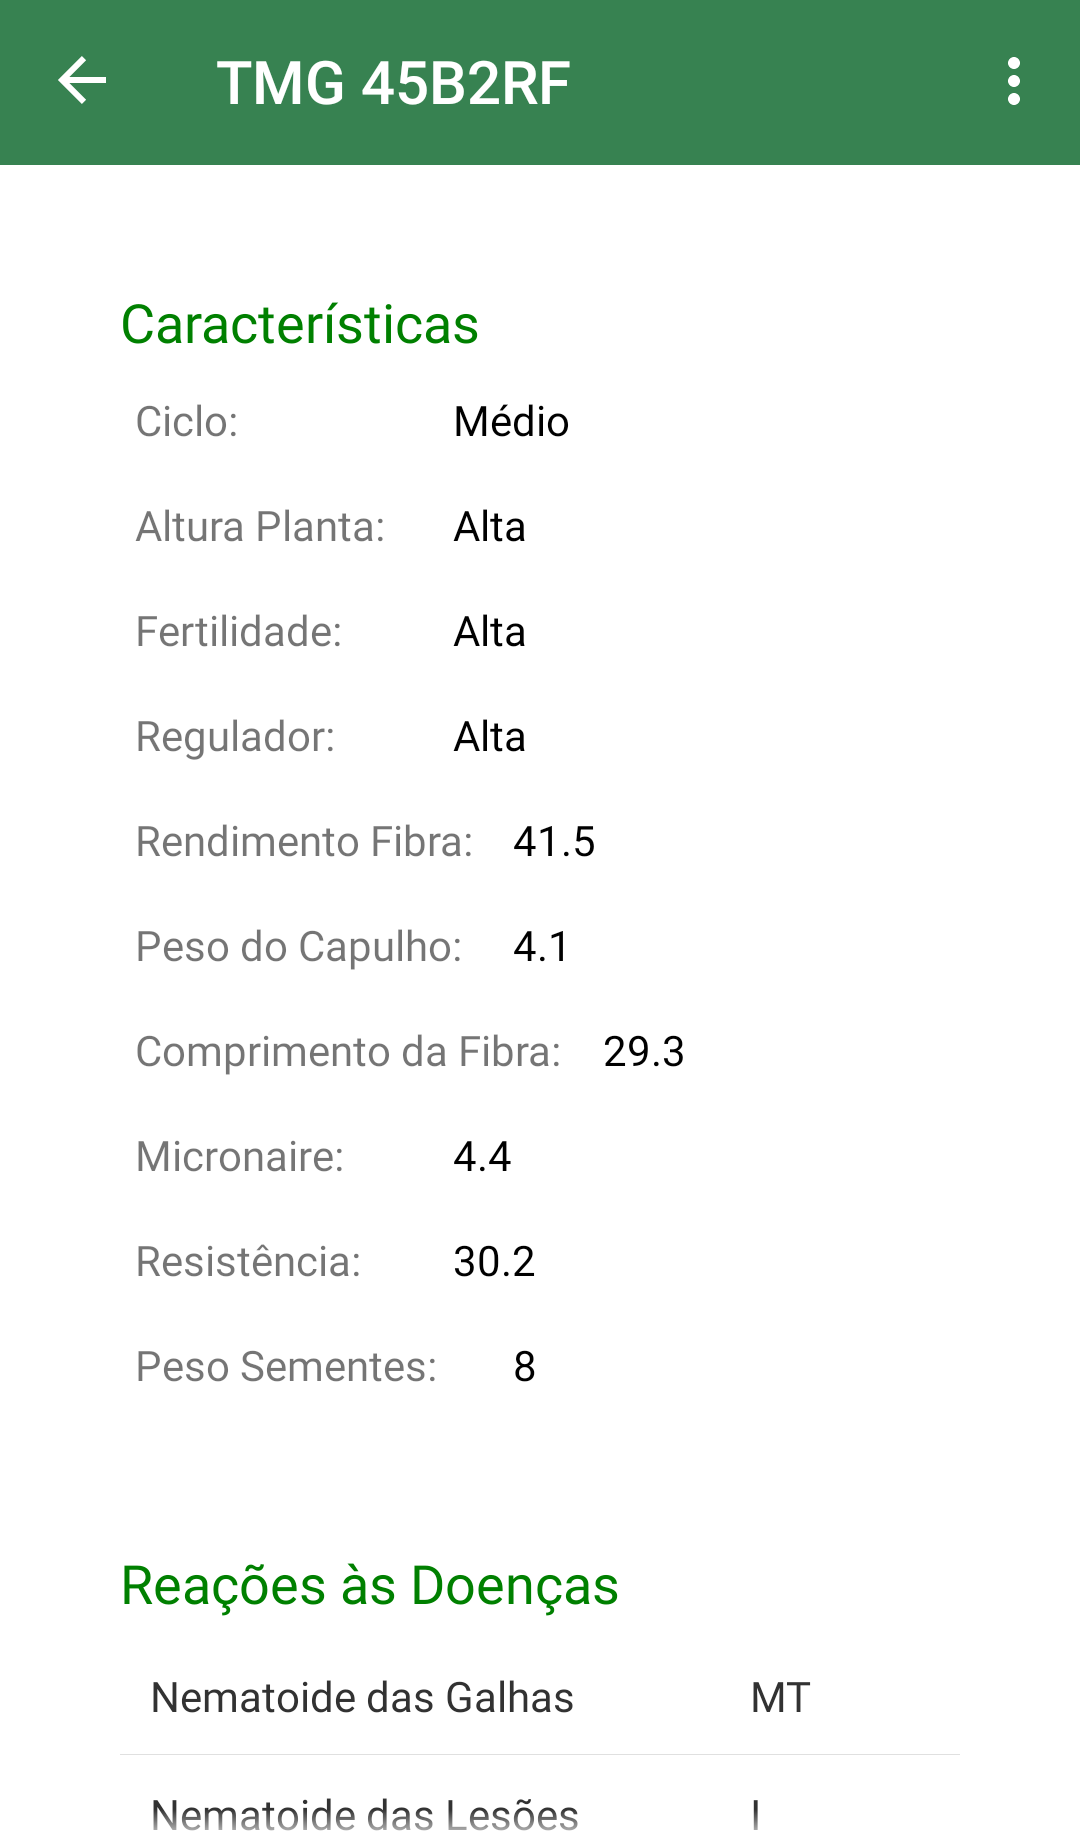 TMG 45B2RF
Características
Ciclo: Médio
Altura Planta: Alta
Fertilidade: Alta
Regulador: Alta
Rendimento Fibra: 41.5
Peso do Capulho: 4.1
Comprimento da Fibra: 29.3
Micronaire: 4.4
Resistência: 30.2
Peso Sementes: 8
Reações às Doenças
Nematoide das Galhas MT
Nematoide das Lesões